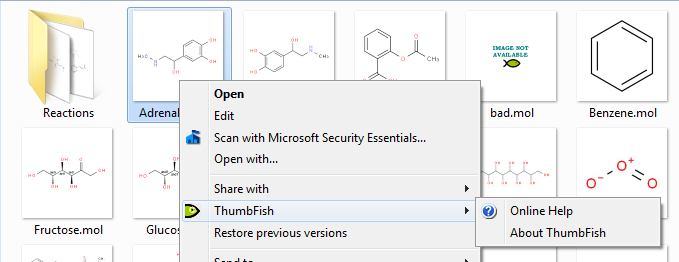 IMAGE NOT
AVAILABLE
Reactions
Adrenal
bad.mol
Benzene.mol
Open
Edit
Scan with Microsoft Security Essentials...
Open with...
Share with
ThumbFish
Restore previous versions
Send to
Online Help
About ThumbFish
Fructose.mol
Glucos